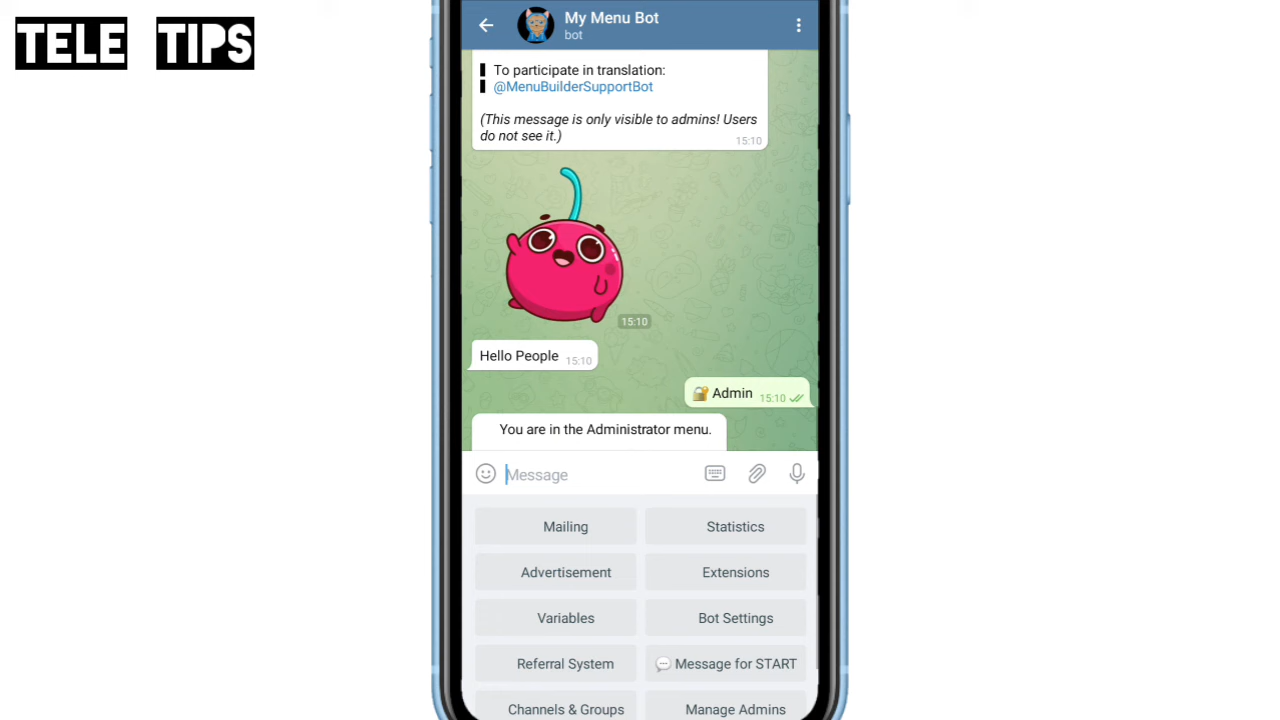 TELE TIPS
My Menu Bot
bot
To participate in translation:
@MenuBuilderSupportBot
(This message is only visible to admins! Users
do not see it.)
15:10
15:10
Hello People 15:10
Admin 15:10
You are in the Administrator menu.
Message
Mailing Statistics
Advertisement Extensions
Variables Bot Settings
Referral System Message for START
Channels & Groups Manage Admins